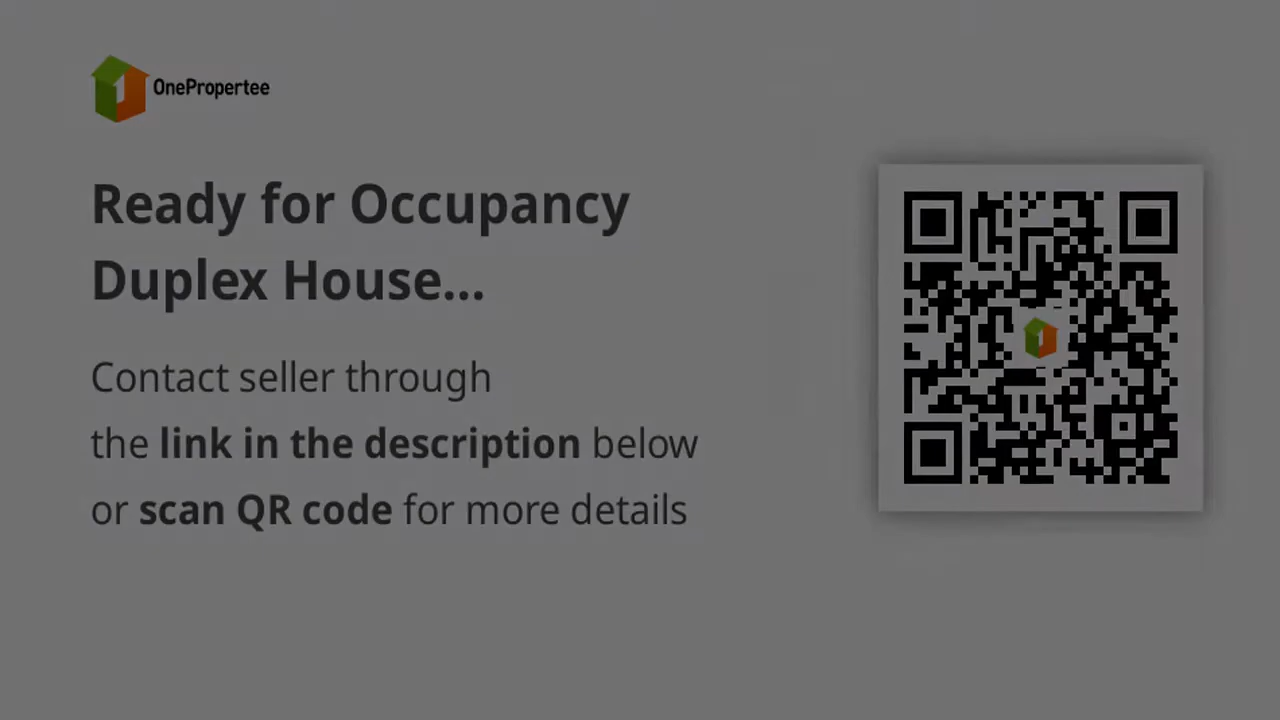 OnePropertee
Ready for Occupancy
Duplex House...
Contact seller through
the link in the description below
or scan QR code for more details